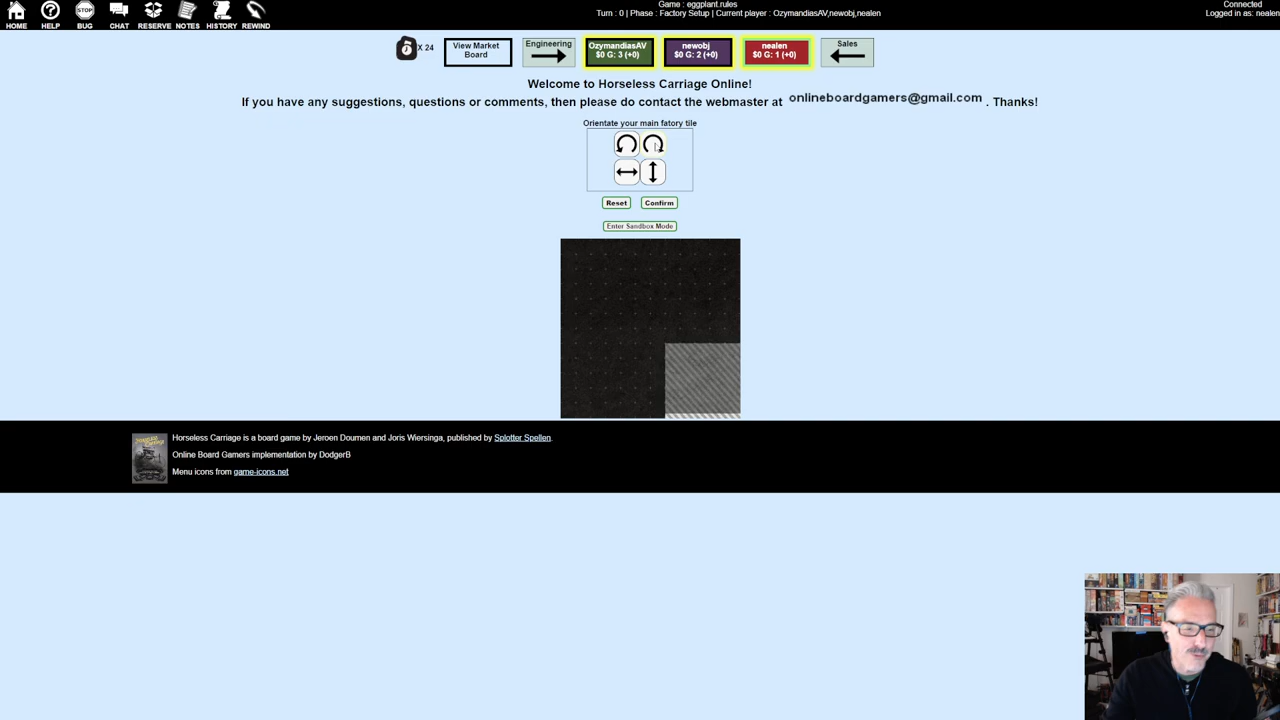 Game : eggplant.rules
Turn : 0 | Phase : Factory Setup | Current player : OzymandiasAV,newobj,nealen
Connected
Logged in as: nealen
HOME HELP BUG CHAT RESERVE NOTES HISTORY REWIND
STOP
X 24
View Market
Board
Engineering
OzymandiasAV
$0 G: 3 (+0)
newobj
$0 G: 2 (+0)
nealen
$0 G: 1 (+0)
Sales
Welcome to Horseless Carriage Online!
If you have any suggestions, questions or comments, then please do contact the webmaster at onlineboardgamers@gmail.com . Thanks!
Orientate your main fatory tile
Reset Confirm
Enter Sandbox Mode
Horseless Carriage is a board game by Jeroen Doumen and Joris Wiersinga, published by Splotter Spellen.
Online Board Gamers implementation by DodgerB
Menu icons from game-icons.net